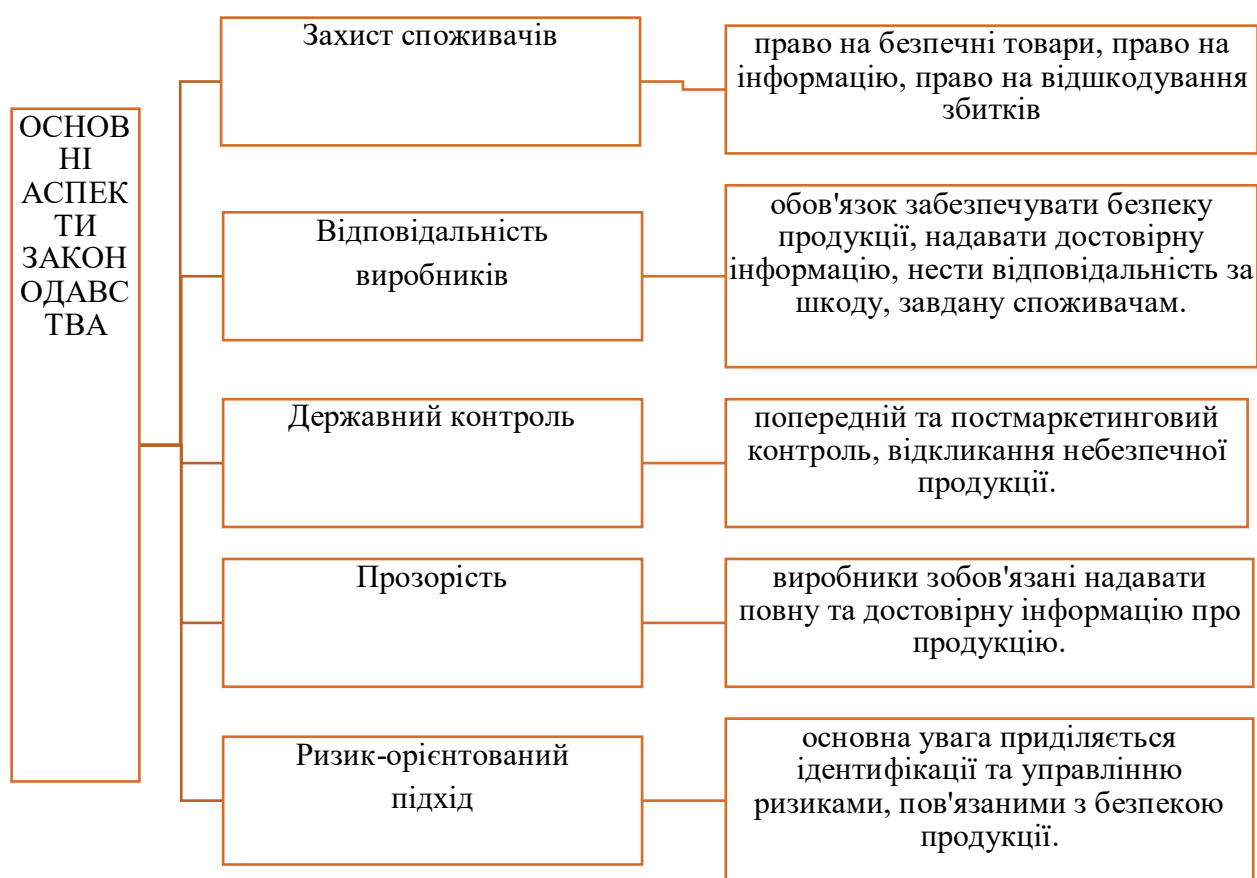 ОСНОВ
НІ
АСПЕК
ТИ
ЗАКОН
ОДАВС
ТВА
Захист споживачів
право на безпечні товари, право на
інформацію, право на відшкодування
збитків
Відповідальність
виробників
обов'язок забезпечувати безпеку
продукції, надавати достовірну
інформацію, нести відповідальність за
шкоду, завдану споживачам.
Державний контроль
попередній та постмаркетинговий
контроль, відкликання небезпечної
продукції.
Прозорість
виробники зобов'язані надавати
повну та достовірну інформацію про
продукцію.
Ризик-орієнтований
підхід
основна увага приділяється
ідентифікації та управлінню
ризиками, пов'язаними з безпекою
продукції.